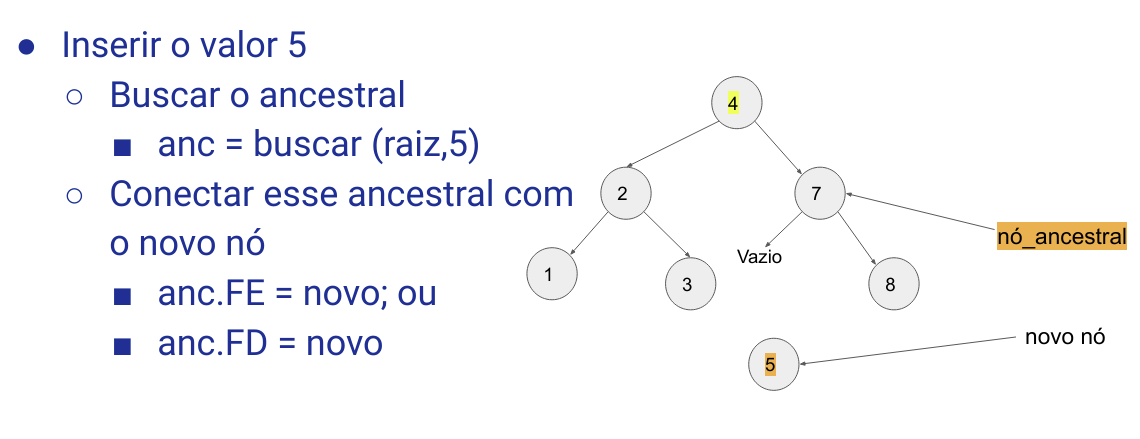 ● Inserir o valor 5
○ Buscar o ancestral
■ anc = buscar (raiz,5)
○ Conectar esse ancestral com
o novo nó
■ anc.FE = novo; ou
■ anc.FD = novo
4
2
7
nó_ancestral
Vazio
1
3
8
novo nó
5